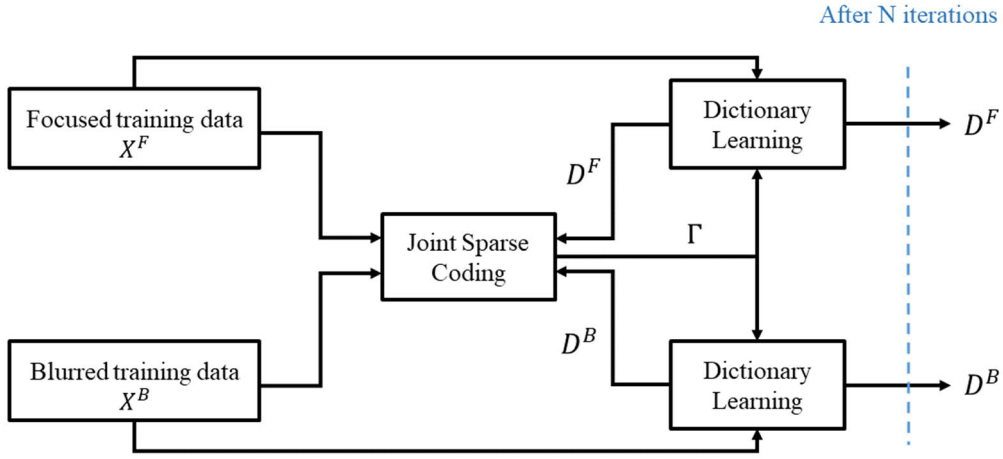 After N iterations
Focused training data
X^F
Dictionary
Learning
D^F
D^F
Joint Sparse
Coding
Γ
D^B
Blurred training data
X^B
Dictionary
Learning
D^B